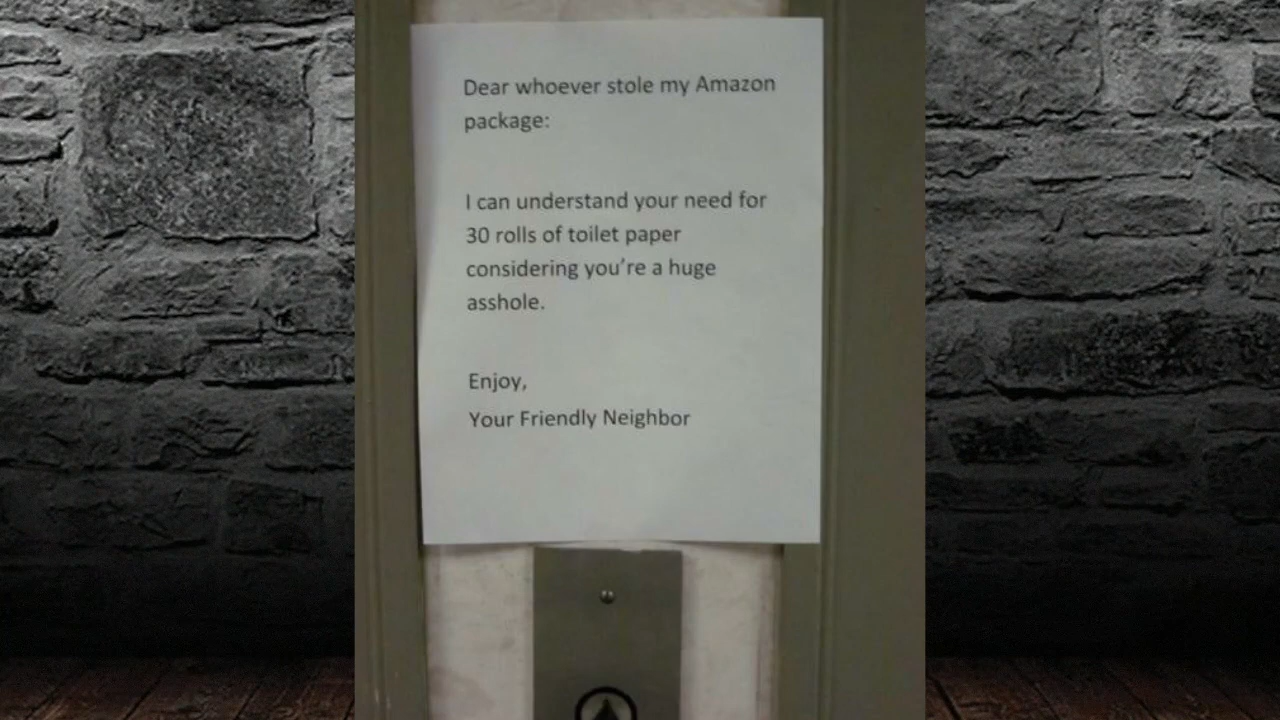 Dear whoever stole my Amazon
package:
I can understand your need for
30 rolls of toilet paper
considering you're a huge
asshole.
Enjoy,
Your Friendly Neighbor